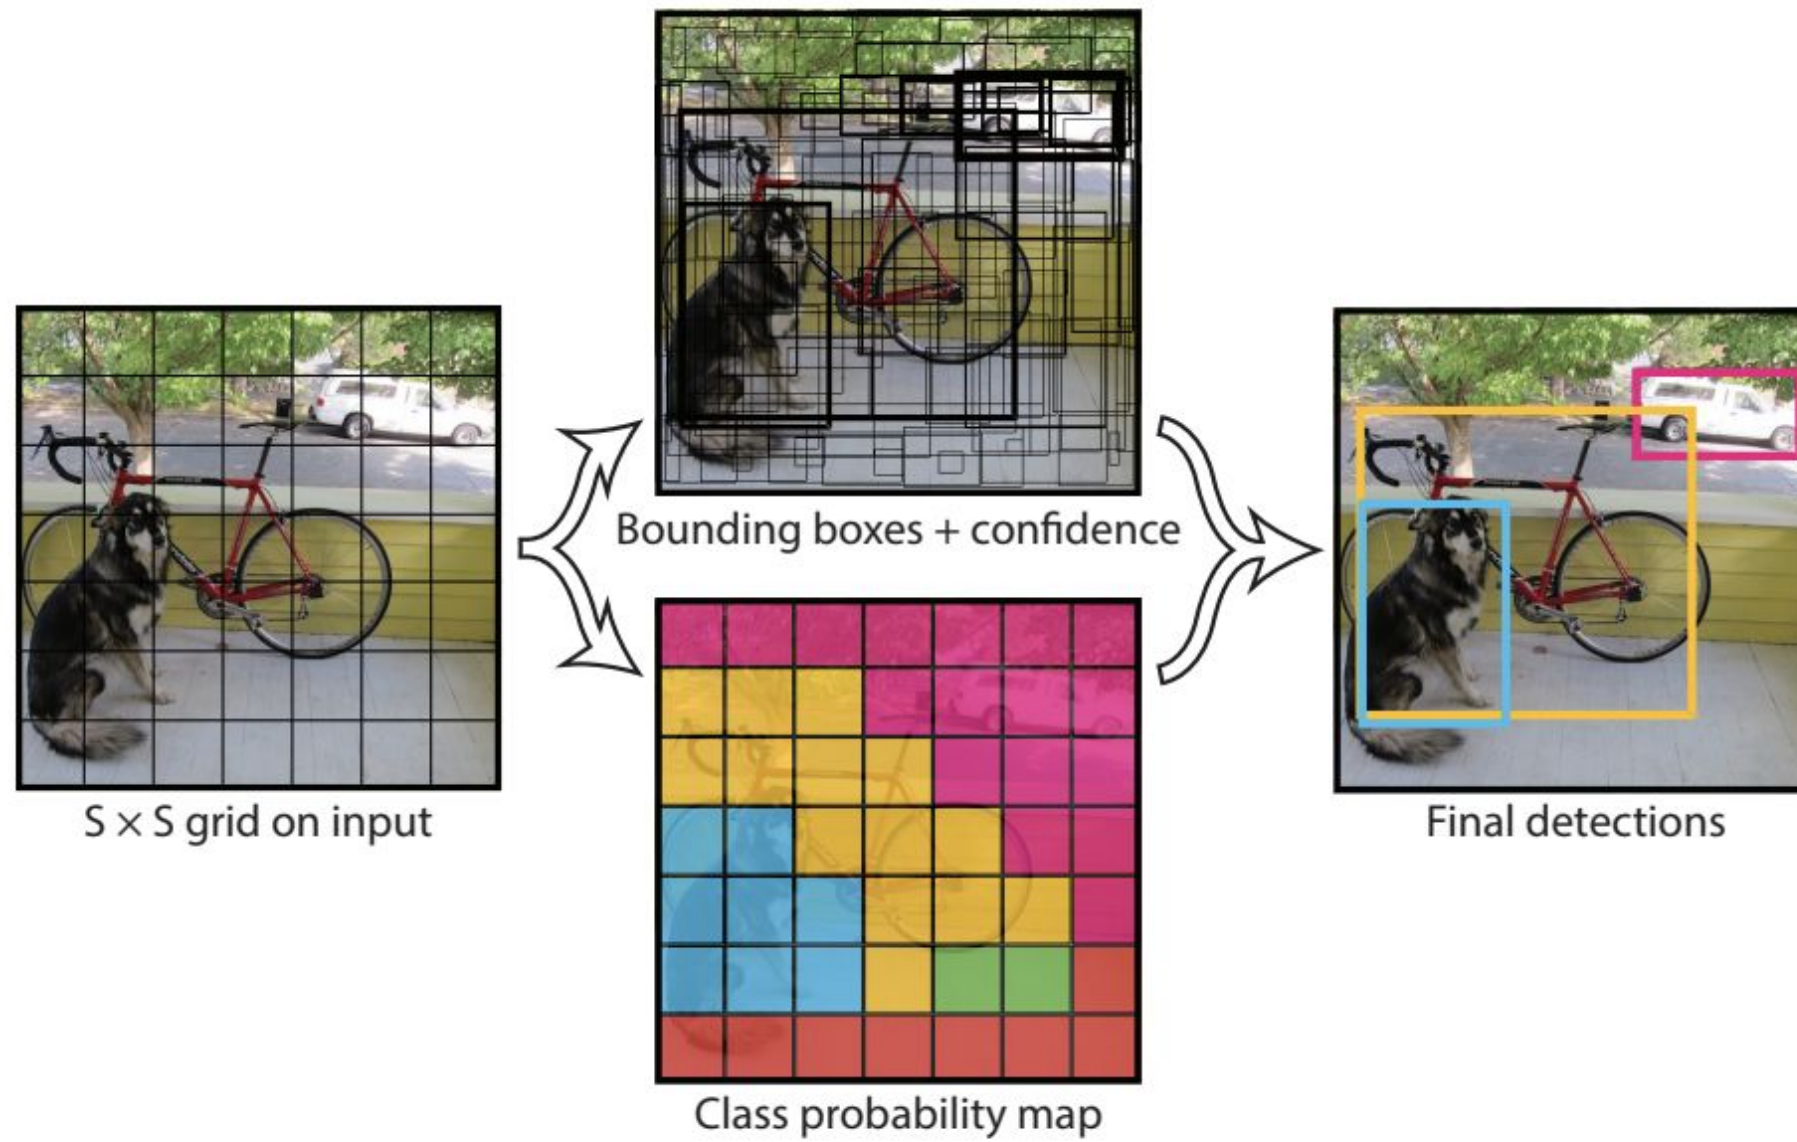 S × S grid on input
Bounding boxes + confidence
Class probability map
Final detections